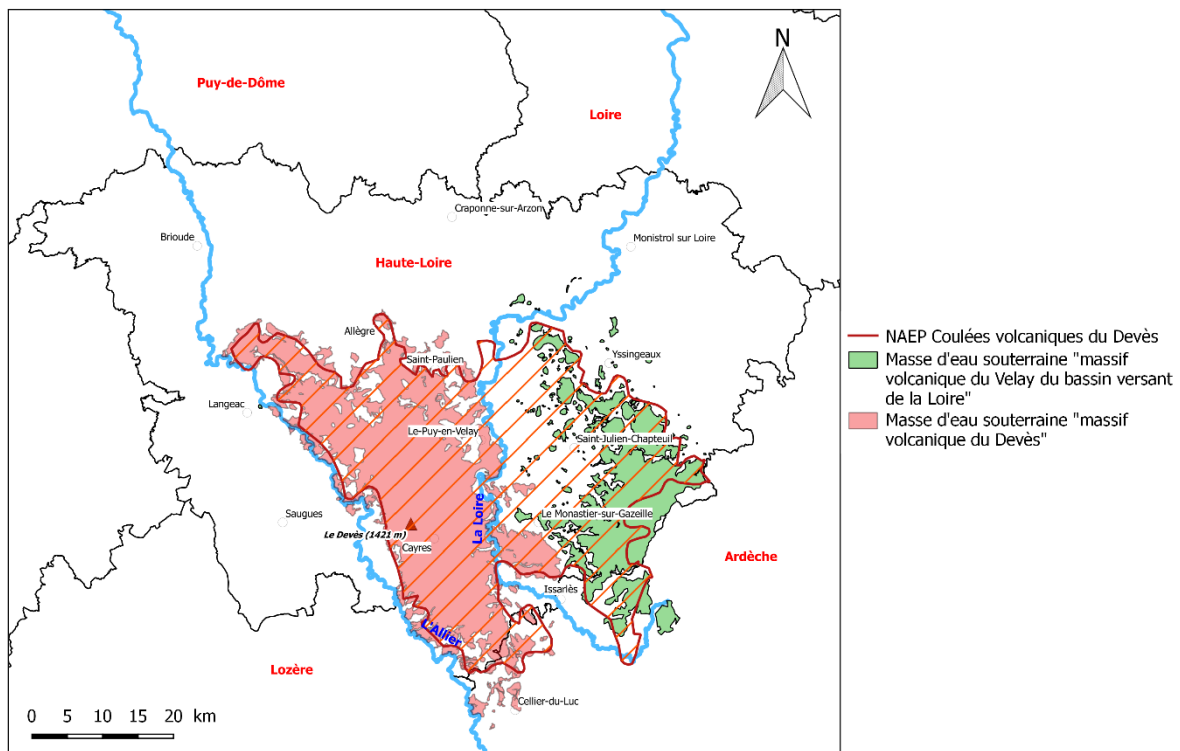 N
Puy-de-Dôme
Loire
Craponne-sur-Arzon
Brioude
Monistrol sur Loire
Haute-Loire
Allègre
Saint-Paulien
Yssingeaux
Langeac
Le-Puy-en-Velay
Saint-Julien-Chapteuil
La Loire
Le Monastier-sur-Gazeille
Saugues
Le Devès (1421 m)
Cayres
Ardèche
Issarlès
L'Allier
Lozère
Cellier-du-Luc
0 5 10 15 20 km
NAEP Coulées volcaniques du Devès
Masse d'eau souterraine "massif
volcanique du Velay du bassin versant
de la Loire"
Masse d'eau souterraine "massif
volcanique du Devès"